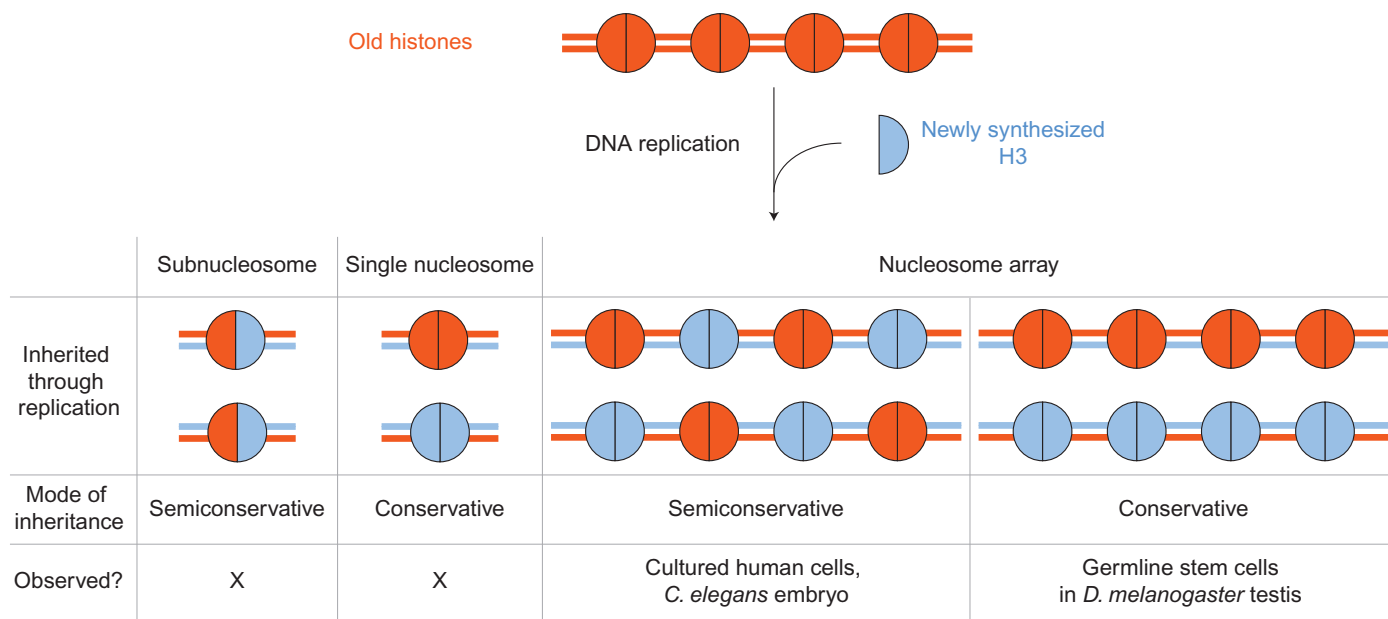 Old histones
DNA replication
Newly synthesized
H3
Subnucleosome
Single nucleosome
Nucleosome array
Inherited
through
replication
Mode of
inheritance
Semiconservative
Conservative
Semiconservative
Conservative
Observed?
X
X
Cultured human cells,
C. elegans embryo
Germline stem cells
in D. melanogaster testis